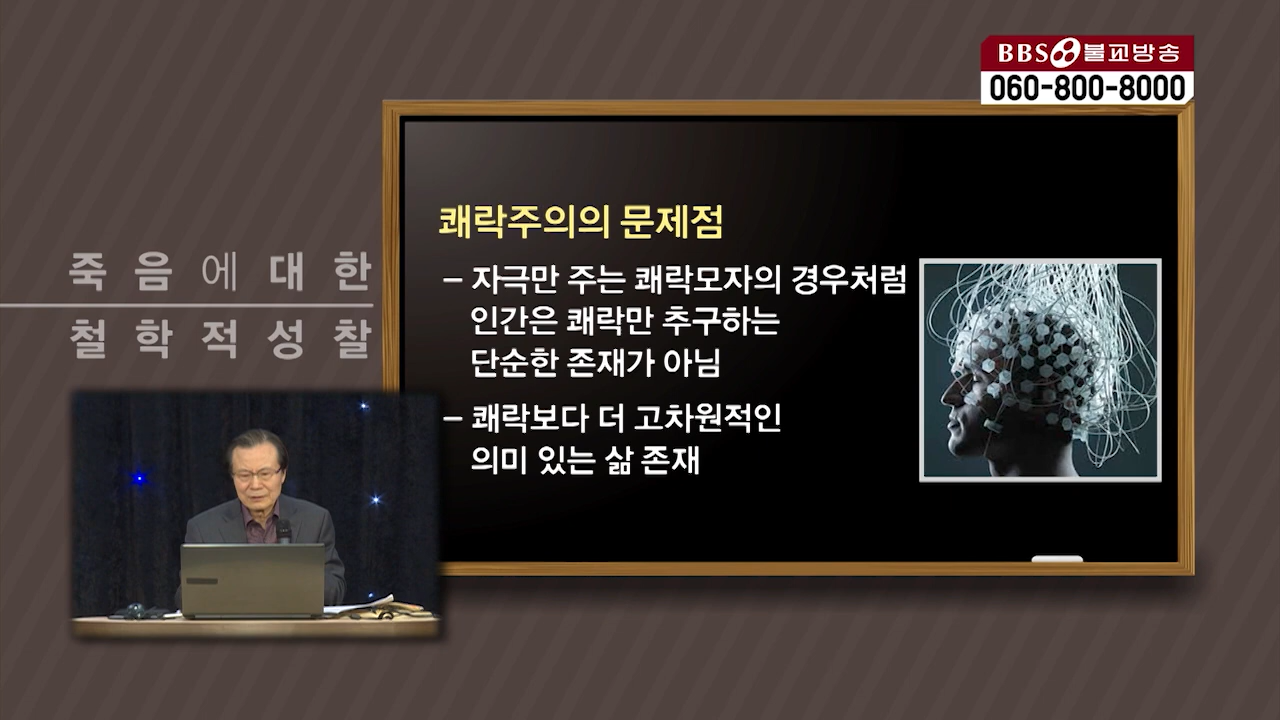 BBS 불교방송
060-800-8000
죽음에대한
철학적성찰
쾌락주의의 문제점
– 자극만 주는 쾌락모자의 경우처럼
인간은 쾌락만 추구하는
단순한 존재가 아님
– 쾌락보다 더 고차원적인
의미 있는 삶 존재